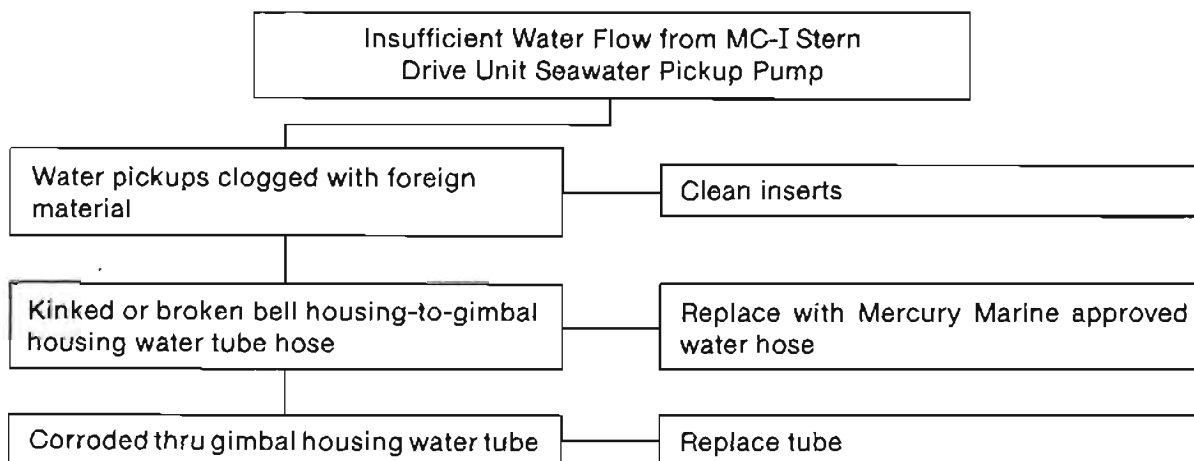 Insufficient Water Flow from MC-I Stern
Drive Unit Seawater Pickup Pump
Water pickups clogged with foreign
material
Clean inserts
Kinked or broken bell housing-to-gimbal
housing water tube hose
Replace with Mercury Marine approved
water hose
Corroded thru gimbal housing water tube
Replace tube